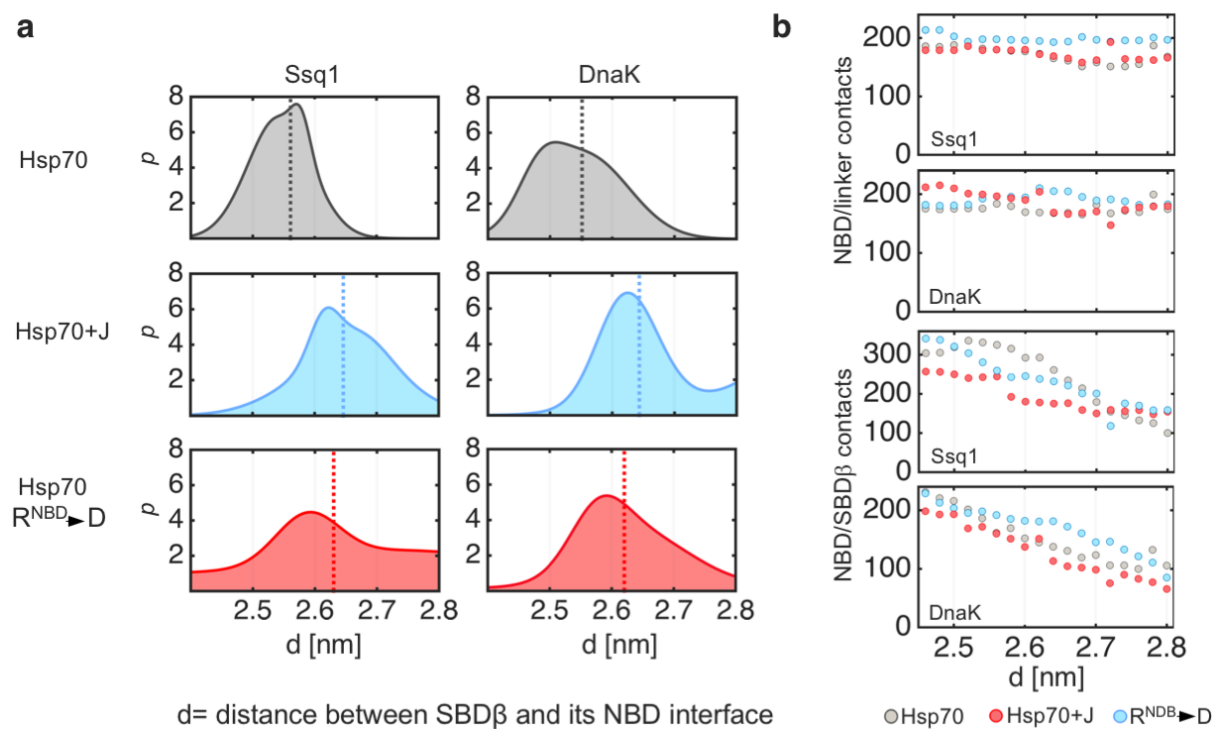 a
Ssq1
DnaK
Hsp70
p
8
6
4
2
Hsp70+J
p
8
6
4
2
8
6
4
2
Hsp70
R^NBD→D
p
8
6
4
2
8
6
4
2
2.5 2.6 2.7 2.8
2.5 2.6 2.7 2.8
d [nm]
d [nm]
d= distance between SBDβ and its NBD interface
b
NBD/linker contacts
200
100
0
Ssq1
200
100
0
DnaK
NBD/SBDβ contacts
300
200
100
0
Ssq1
200
100
0
DnaK
2.5 2.6 2.7 2.8
d [nm]
Hsp70 Hsp70+J R^NDB→D